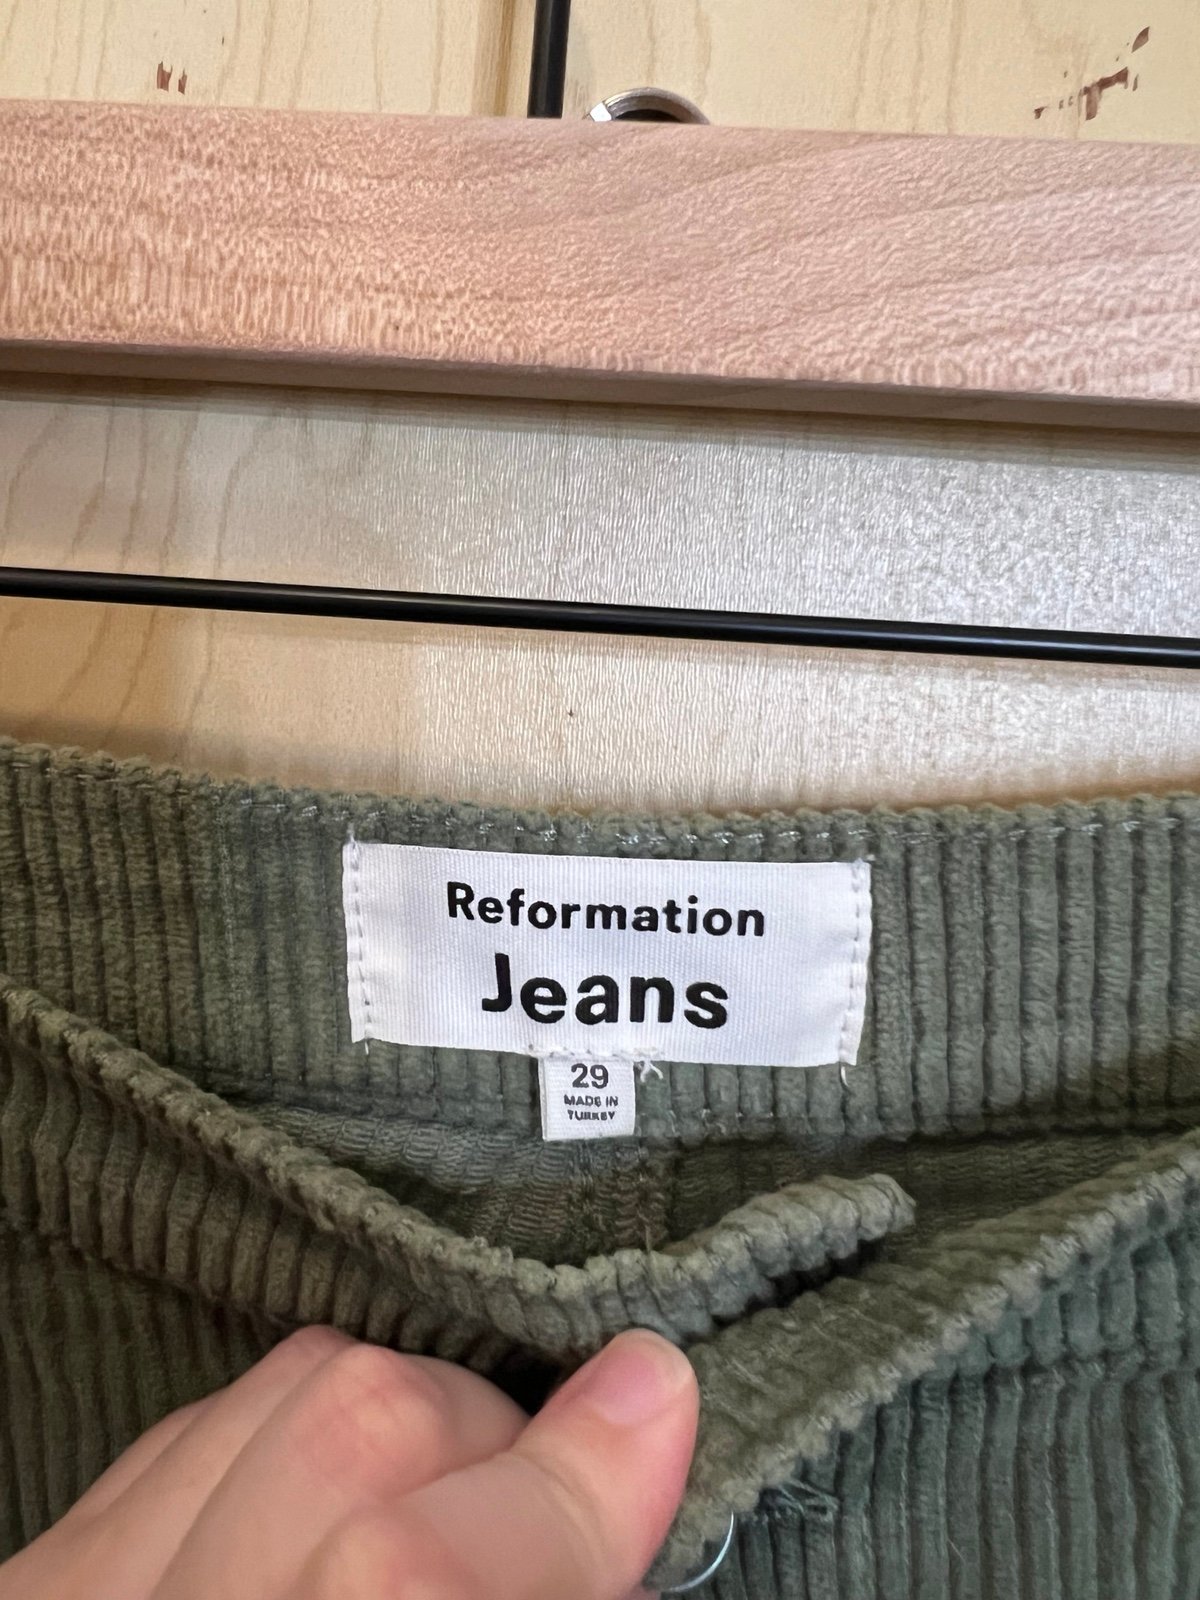 Reformation
Jeans
29
MADE IN
TURKEY